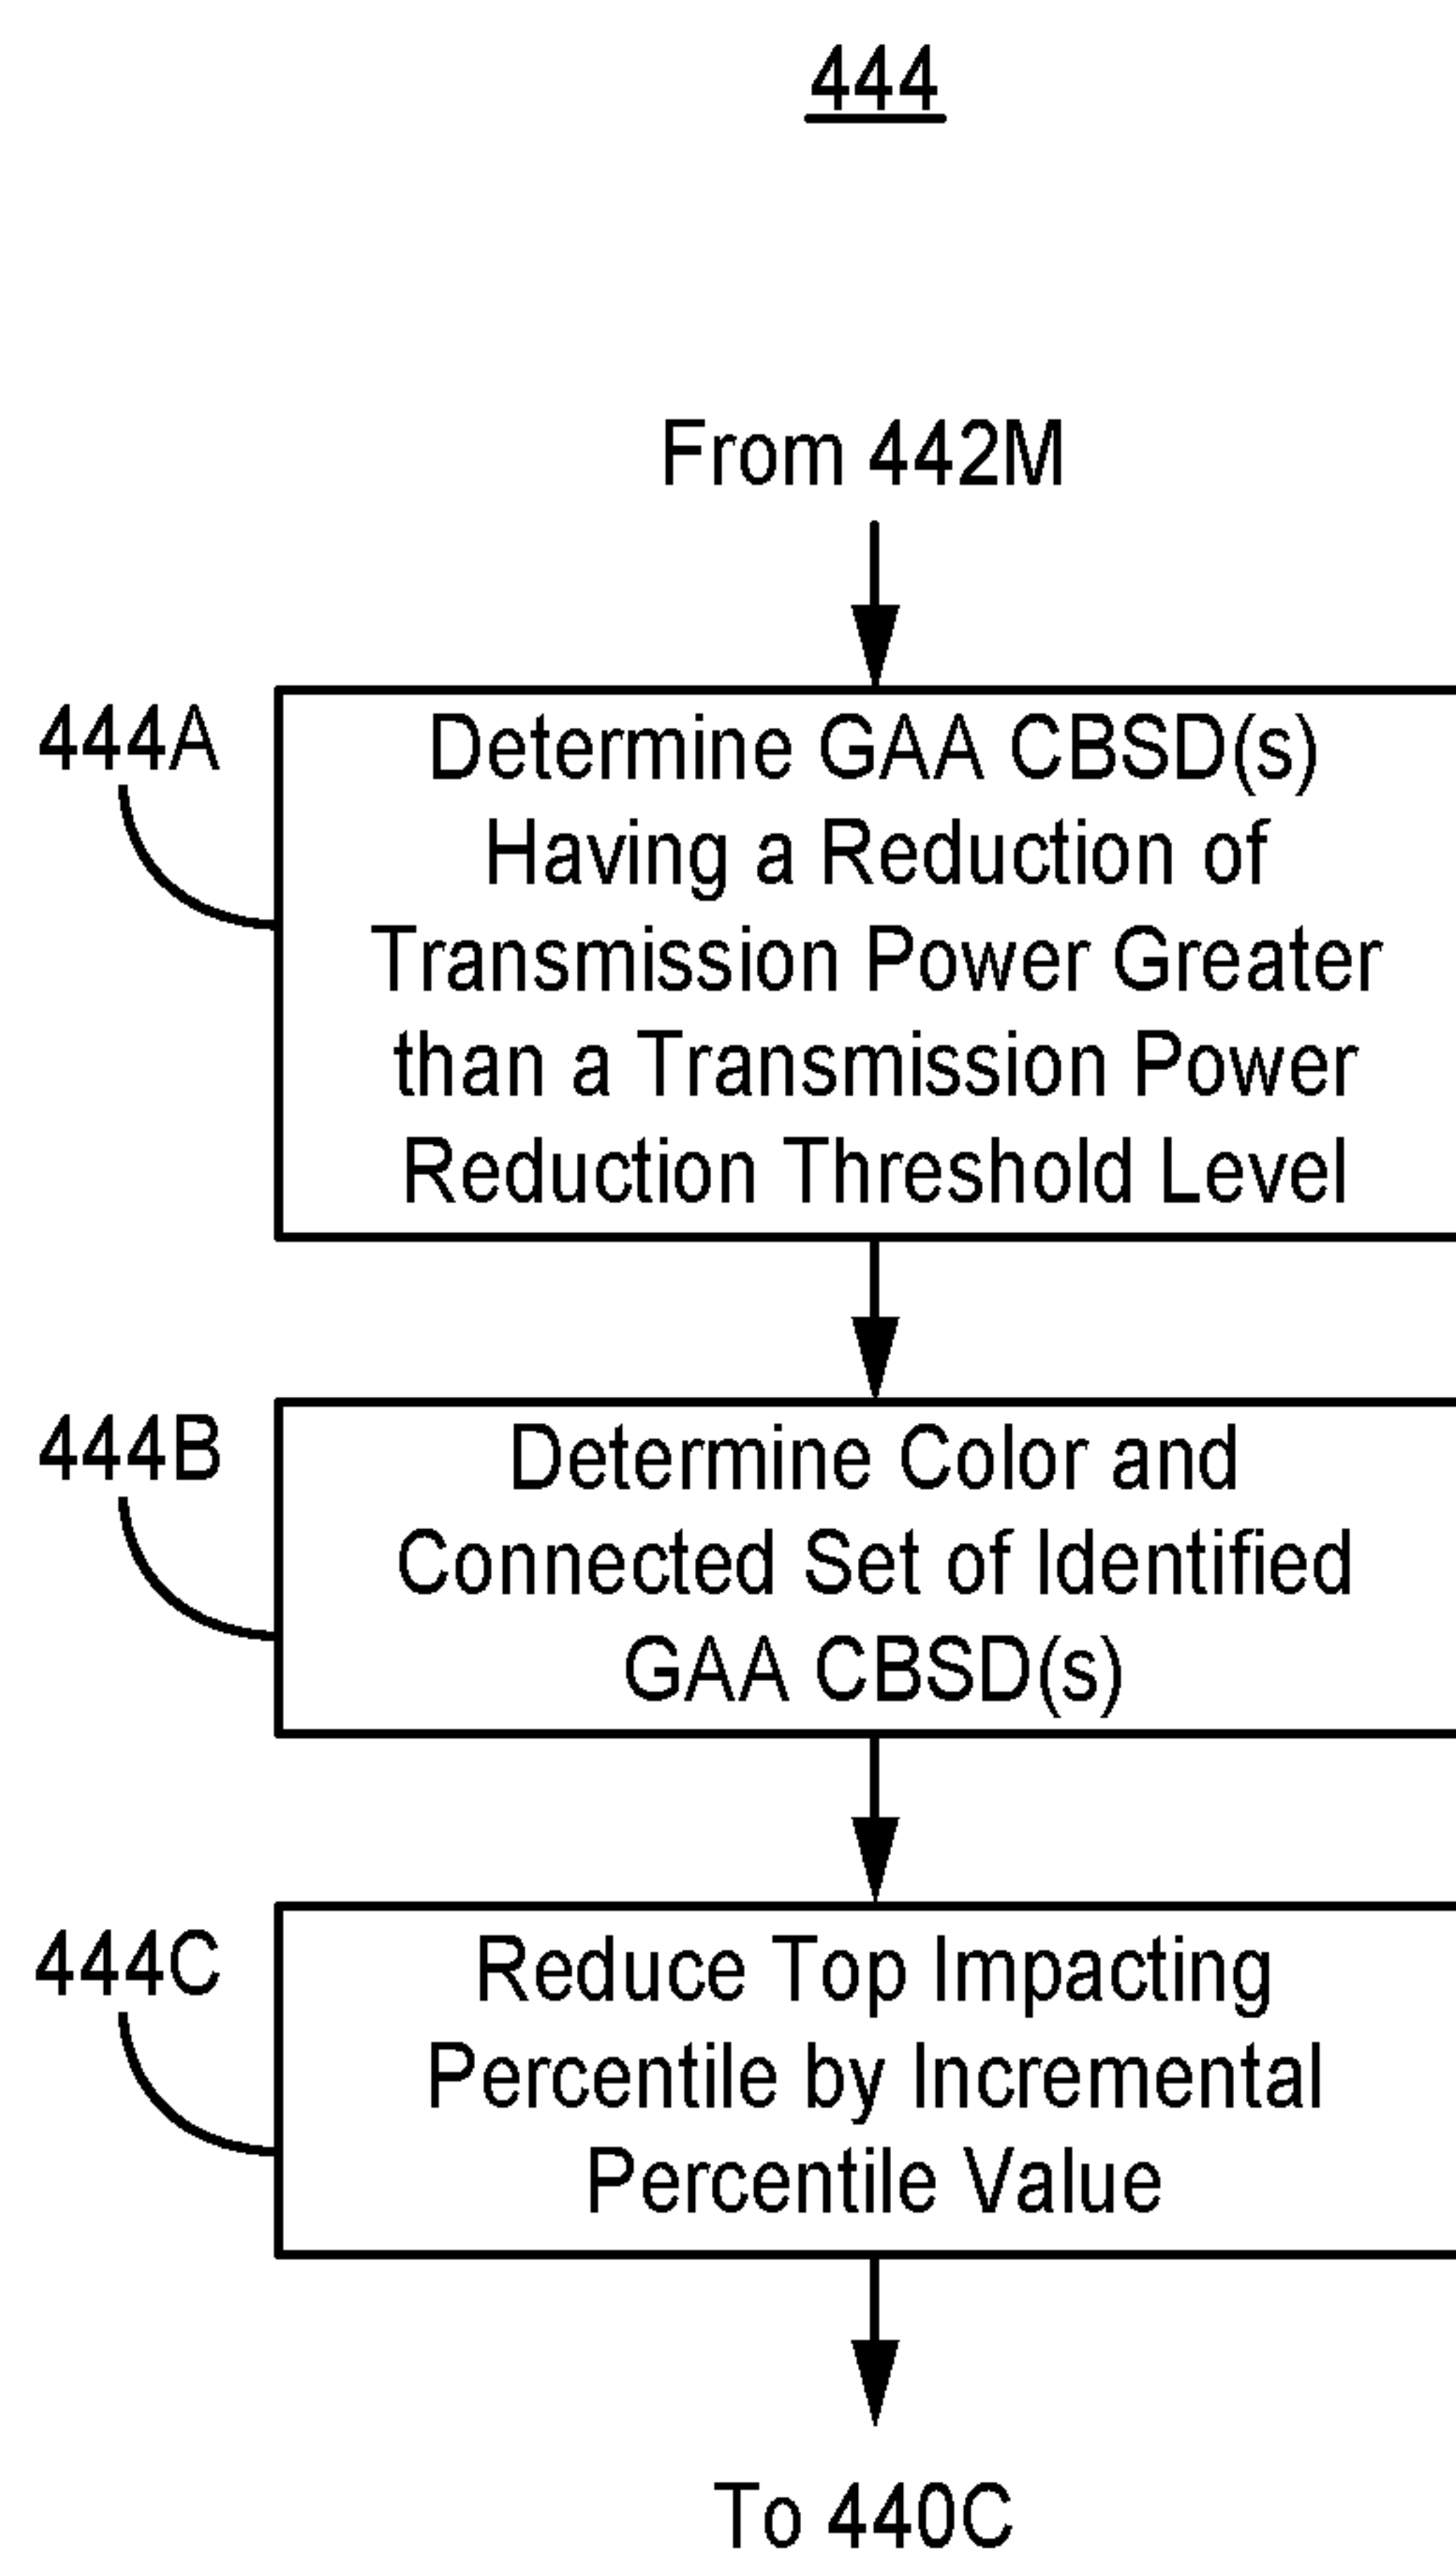 444
From 442M
444A
Determine GAA CBSD(s)
Having a Reduction of
Transmission Power Greater
than a Transmission Power
Reduction Threshold Level
444B
Determine Color and
Connected Set of Identified
GAA CBSD(s)
444C
Reduce Top Impacting
Percentile by Incremental
Percentile Value
To 440C